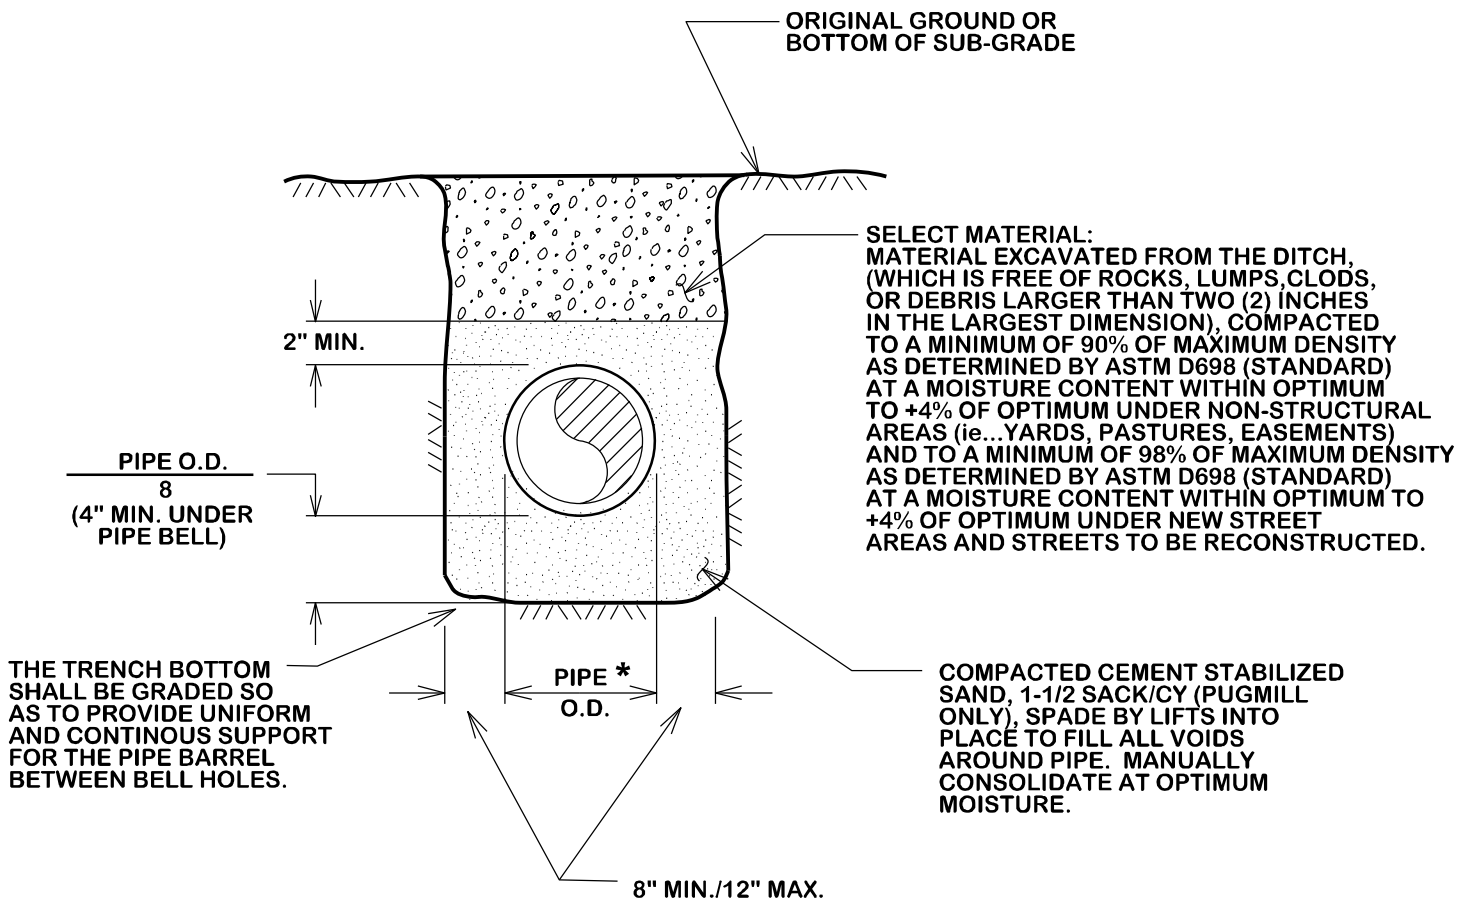 ORIGINAL GROUND OR
BOTTOM OF SUB-GRADE
SELECT MATERIAL:
MATERIAL EXCAVATED FROM THE DITCH,
(WHICH IS FREE OF ROCKS, LUMPS,CLODS,
OR DEBRIS LARGER THAN TWO (2) INCHES
IN THE LARGEST DIMENSION), COMPACTED
TO A MINIMUM OF 90% OF MAXIMUM DENSITY
AS DETERMINED BY ASTM D698 (STANDARD)
AT A MOISTURE CONTENT WITHIN OPTIMUM
TO +4% OF OPTIMUM UNDER NON-STRUCTURAL
AREAS (ie...YARDS, PASTURES, EASEMENTS)
AND TO A MINIMUM OF 98% OF MAXIMUM DENSITY
AS DETERMINED BY ASTM D698 (STANDARD)
AT A MOISTURE CONTENT WITHIN OPTIMUM TO
+4% OF OPTIMUM UNDER NEW STREET
AREAS AND STREETS TO BE RECONSTRUCTED.
2" MIN.
PIPE O.D.
8
(4" MIN. UNDER
PIPE BELL)
THE TRENCH BOTTOM
SHALL BE GRADED SO
AS TO PROVIDE UNIFORM
AND CONTINOUS SUPPORT
FOR THE PIPE BARREL
BETWEEN BELL HOLES.
PIPE *
O.D.
COMPACTED CEMENT STABILIZED
SAND, 1-1/2 SACK/CY (PUGMILL
ONLY), SPADE BY LIFTS INTO
PLACE TO FILL ALL VOIDS
AROUND PIPE. MANUALLY
CONSOLIDATE AT OPTIMUM
MOISTURE.
8" MIN./12" MAX.